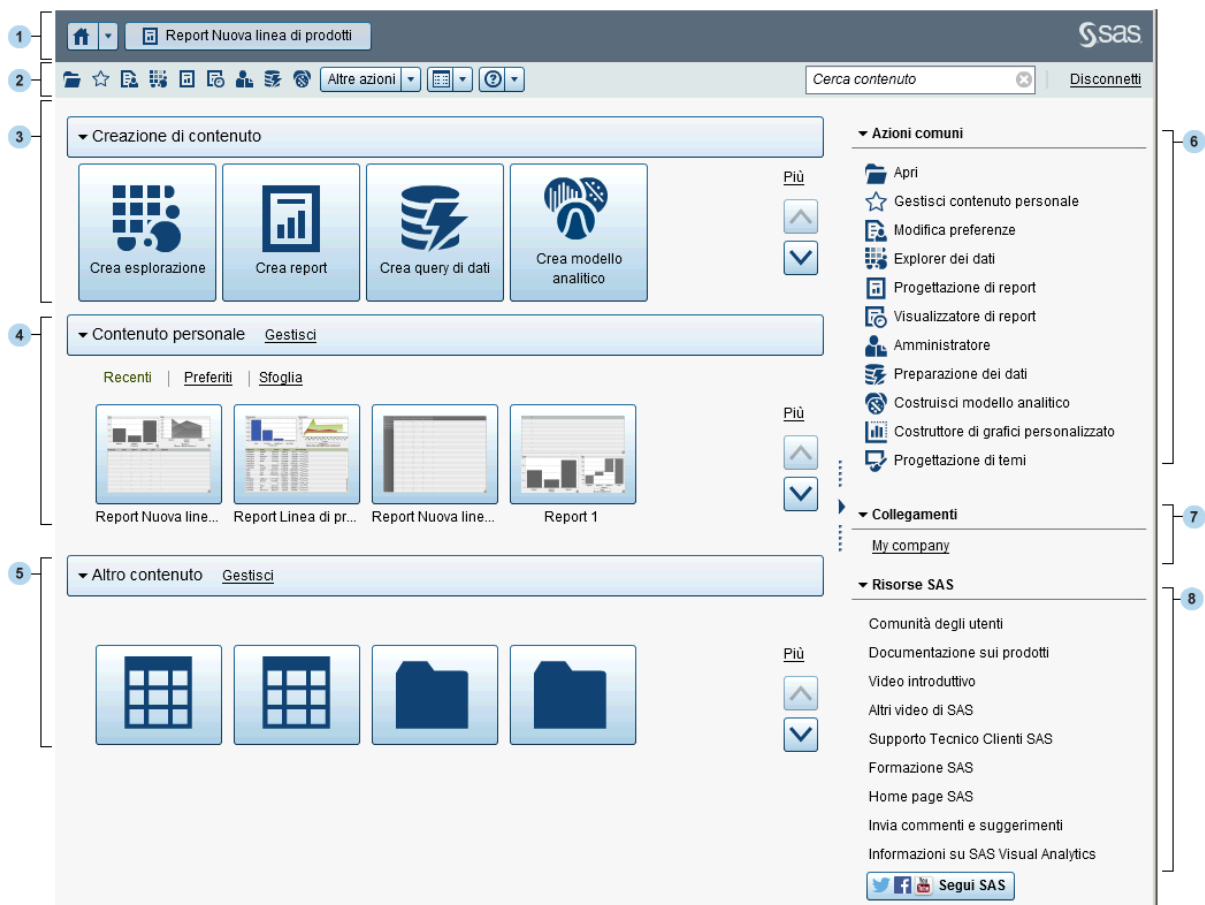 1
Report Nuova linea di prodotti
sas
2
Altre azioni
Cerca contenuto
Disconnetti
3
Creazione di contenuto
Crea esplorazione
Crea report
Crea query di dati
Crea modello
analitico
Più
4
Contenuto personale Gestisci
Recenti | Preferiti | Sfoglia
Più
Report Nuova line...
Report Linea di pr...
Report Nuova line...
Report 1
5
Altro contenuto Gestisci
Più
6
Azioni comuni
Apri
Gestisci contenuto personale
Modifica preferenze
Explorer dei dati
Progettazione di report
Visualizzatore di report
Amministratore
Preparazione dei dati
Costruisci modello analitico
Costruttore di grafici personalizzato
Progettazione di temi
7
Collegamenti
My company
8
Risorse SAS
Comunità degli utenti
Documentazione sui prodotti
Video introduttivo
Altri video di SAS
Supporto Tecnico Clienti SAS
Formazione SAS
Home page SAS
Invia commenti e suggerimenti
Informazioni su SAS Visual Analytics
Segui SAS